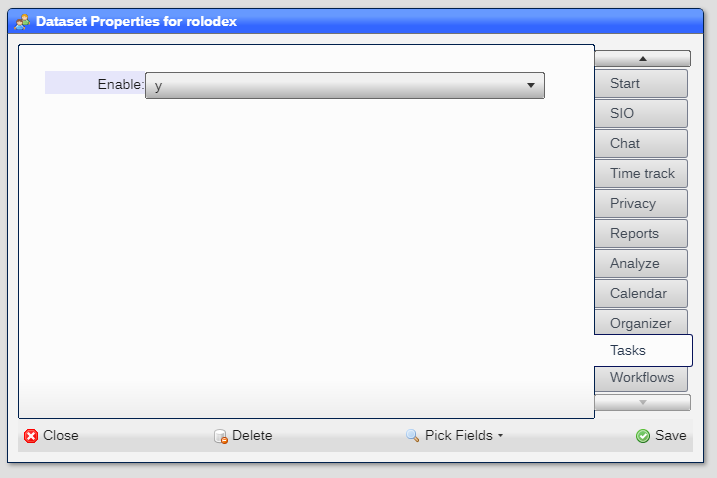 Dataset Properties for rolodex
Enable: y
Start
SIO
Chat
Time track
Privacy
Reports
Analyze
Calendar
Organizer
Tasks
Workflows
Close Delete Pick Fields Save